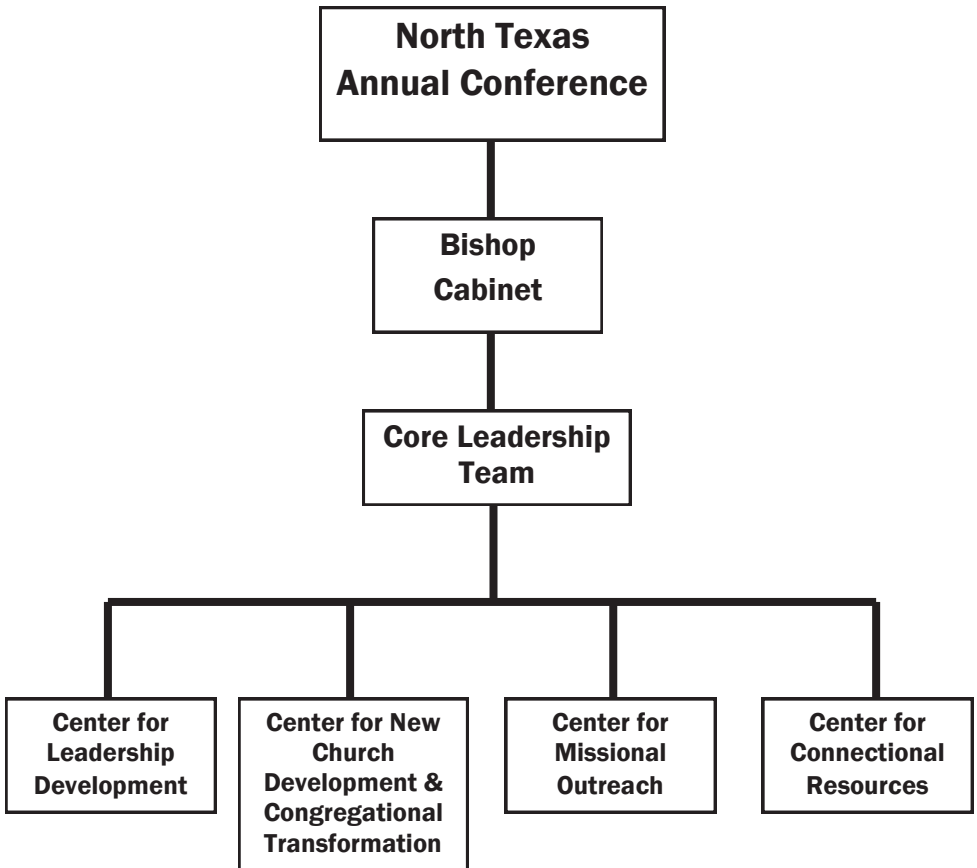 North Texas
Annual Conference
Bishop
Cabinet
Core Leadership
Team
Center for
Leadership
Development
Center for New
Church
Development &
Congregational
Transformation
Center for
Missional
Outreach
Center for
Connectional
Resources